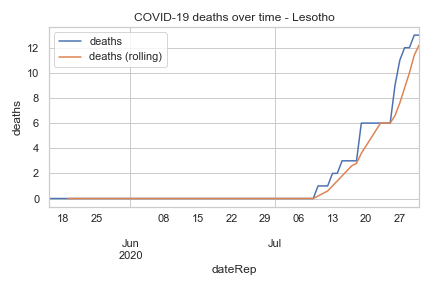 COVID-19 deaths over time - Lesotho
deaths
deaths (rolling)
deaths
12
10
8
6
4
2
0
18 25 08 15 22 29 06 13 20 27
Jun Jul
2020
dateRep